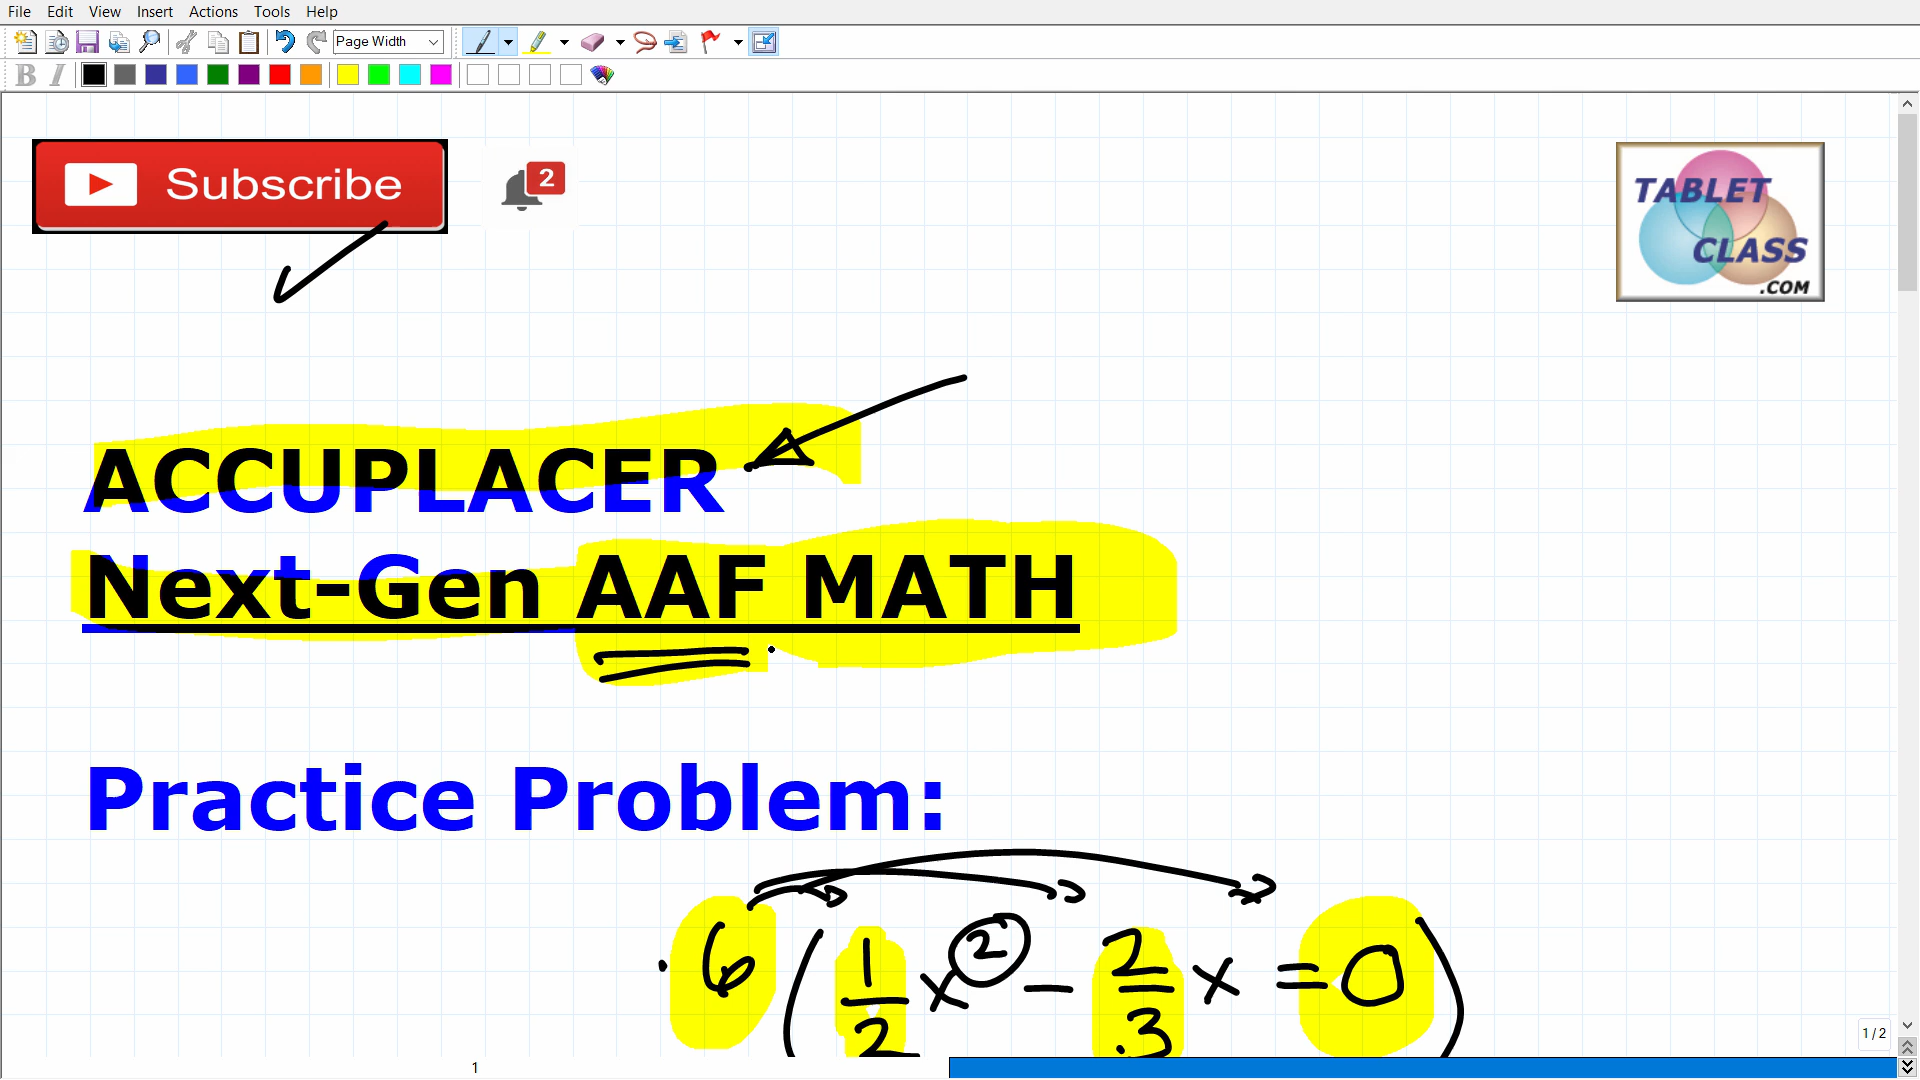 File Edit View Insert Actions Tools Help
Page Width
B I
Subscribe
2
TABLET
CLASS
.COM
ACCUPLACER
Next-Gen AAF MATH
Practice Problem:
6 ( 1/2 x² - 2/3 x = 0 )
1 / 2
1